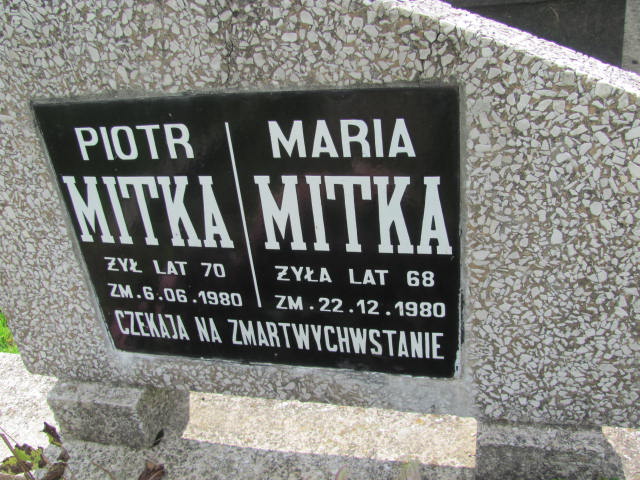 PIOTR
MITKA
ŻYŁ LAT 70
ZM. 6.06.1980
MARIA
MITKA
ŻYŁA LAT 68
ZM. 22.12.1980
CZEKAJĄ NA ZMARTWYCHWSTANIE